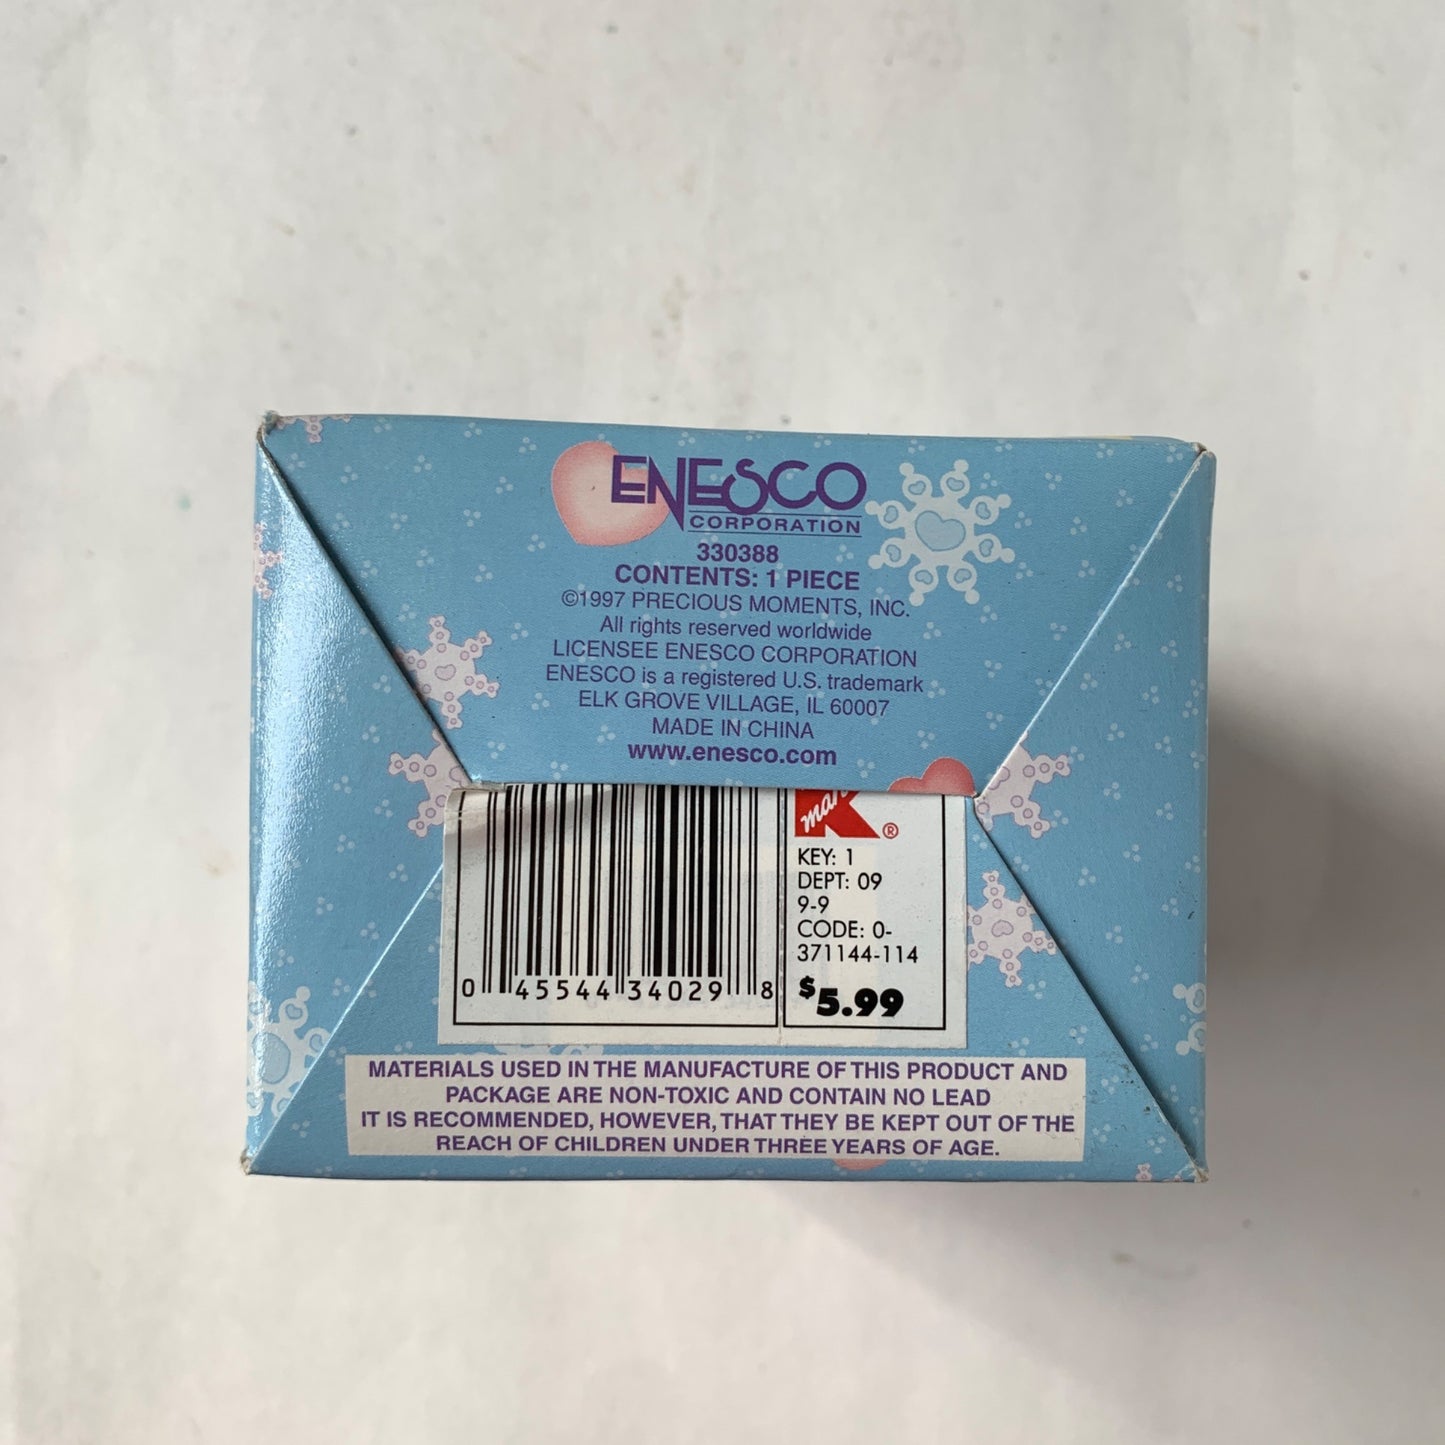 ENESCO
CORPORATION
330388
CONTENTS: 1 PIECE
©1997 PRECIOUS MOMENTS, INC.
All rights reserved worldwide
LICENSEE ENESCO CORPORATION
ENESCO is a registered U.S. trademark
ELK GROVE VILLAGE, IL 60007
MADE IN CHINA
www.enesco.com
0 45544 34029 8
®
KEY: 1
DEPT: 09
9-9
CODE: 0-
371144-114
$5.99
MATERIALS USED IN THE MANUFACTURE OF THIS PRODUCT AND
PACKAGE ARE NON-TOXIC AND CONTAIN NO LEAD
IT IS RECOMMENDED, HOWEVER, THAT THEY BE KEPT OUT OF THE
REACH OF CHILDREN UNDER THREE YEARS OF AGE.